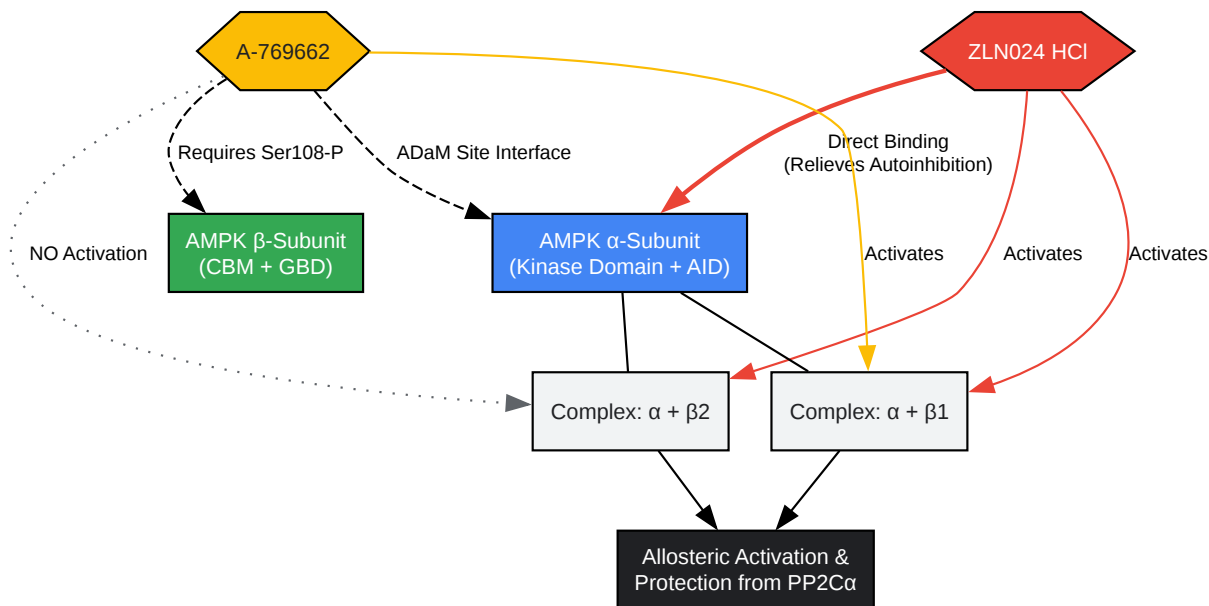 A-769662
ZLN024 HCl
Requires Ser108-P
ADaM Site Interface
Direct Binding
(Relieves Autoinhibition)
NO Activation
AMPK β-Subunit
(CBM + GBD)
AMPK α-Subunit
(Kinase Domain + AID)
Activates
Activates
Activates
Complex: α + β2
Complex: α + β1
Allosteric Activation &
Protection from PP2Cα